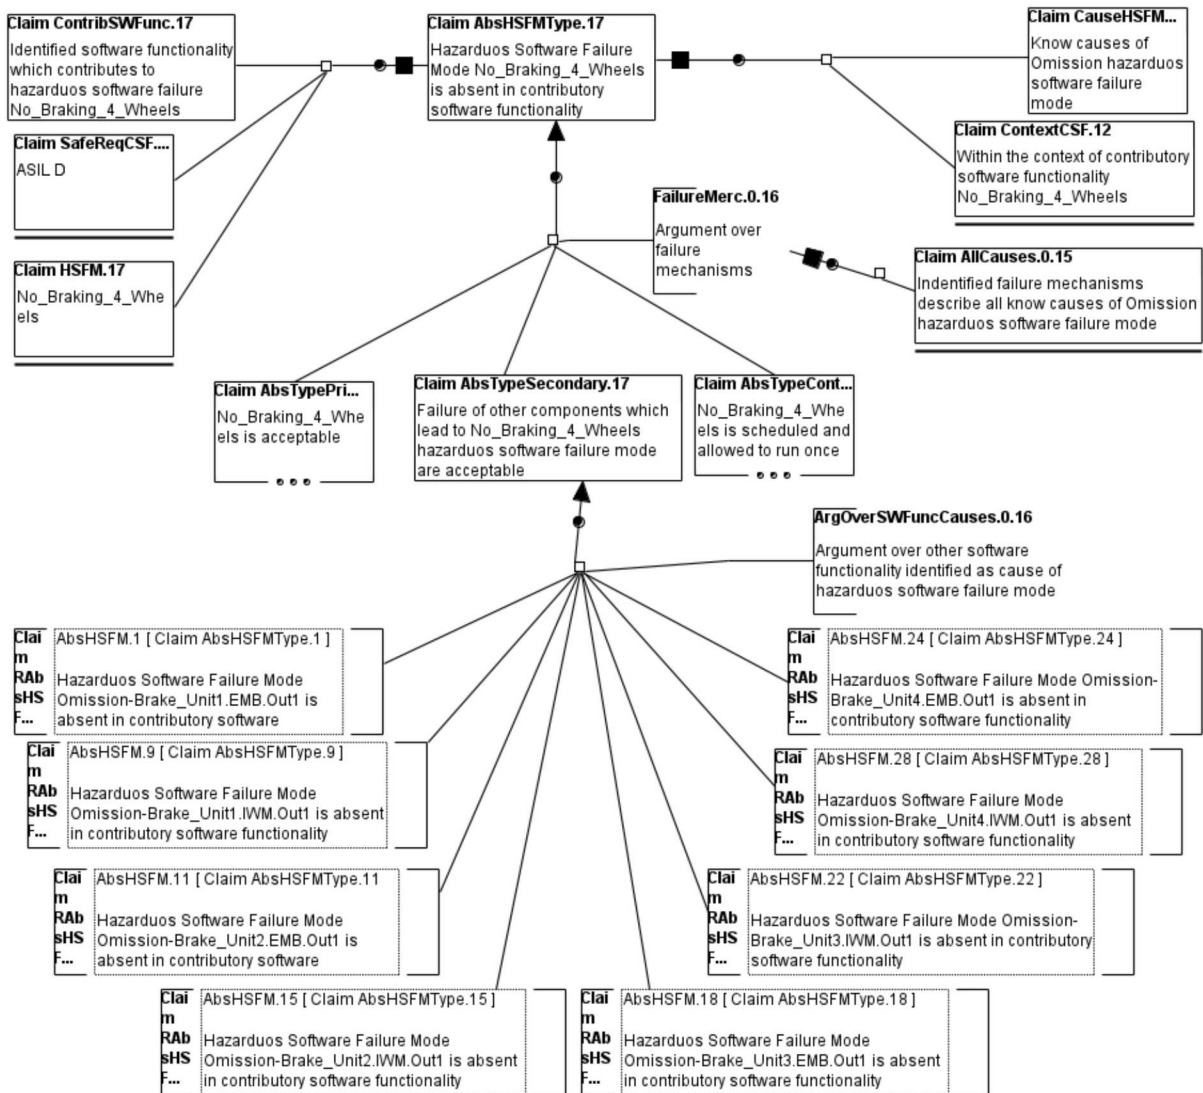 Claim ContribSWFunc.17
Identified software functionality
which contributes to
hazarduos software failure
No_Braking_4_Wheels
Claim AbsHSFMType.17
Hazarduos Software Failure
Mode No_Braking_4_Wheels
is absent in contributory
software functionality
Claim CauseHSFM...
Know causes of
Omission hazarduos
software failure
mode
Claim SafeReqCSF....
ASIL D
Claim ContextCSF.12
Within the context of contributory
software functionality
No_Braking_4_Wheels
FailureMerc.0.16
Argument over
failure
mechanisms
Claim AllCauses.0.15
Indentified failure mechanisms
describe all know causes of Omission
hazarduos software failure mode
Claim HSFM.17
No_Braking_4_Whe
els
Claim AbsTypePri...
No_Braking_4_Whe
els is acceptable
Claim AbsTypeSecondary.17
Failure of other components which
lead to No_Braking_4_Wheels
hazarduos software failure mode
are acceptable
Claim AbsTypeCont...
No_Braking_4_Whe
els is scheduled and
allowed to run once
ArgOverSWFuncCauses.0.16
Argument over other software
functionality identified as cause of
hazarduos software failure mode
Clai
m
RAb
sHS
F...
AbsHSFM.1 [ Claim AbsHSFMType.1 ]
Hazarduos Software Failure Mode
Omission-Brake_Unit1.EMB.Out1 is
absent in contributory software
Clai
m
RAb
sHS
F...
AbsHSFM.24 [ Claim AbsHSFMType.24 ]
Hazarduos Software Failure Mode Omission-
Brake_Unit4.EMB.Out1 is absent in
contributory software functionality
Clai
m
RAb
sHS
F...
AbsHSFM.9 [ Claim AbsHSFMType.9 ]
Hazarduos Software Failure Mode
Omission-Brake_Unit1.IWM.Out1 is absent
in contributory software functionality
Clai
m
RAb
sHS
F...
AbsHSFM.28 [ Claim AbsHSFMType.28 ]
Hazarduos Software Failure Mode
Omission-Brake_Unit4.IWM.Out1 is absent
in contributory software functionality
Clai
m
RAb
sHS
F...
AbsHSFM.11 [ Claim AbsHSFMType.11
Hazarduos Software Failure Mode
Omission-Brake_Unit2.EMB.Out1 is
absent in contributory software
Clai
m
RAb
sHS
F...
AbsHSFM.22 [ Claim AbsHSFMType.22 ]
Hazarduos Software Failure Mode Omission-
Brake_Unit3.IWM.Out1 is absent in contributory
software functionality
Clai
m
RAb
sHS
F...
AbsHSFM.15 [ Claim AbsHSFMType.15 ]
Hazarduos Software Failure Mode
Omission-Brake_Unit2.IWM.Out1 is absent
in contributory software functionality
Clai
m
RAb
sHS
F...
AbsHSFM.18 [ Claim AbsHSFMType.18 ]
Hazarduos Software Failure Mode
Omission-Brake_Unit3.EMB.Out1 is absent
in contributory software functionality